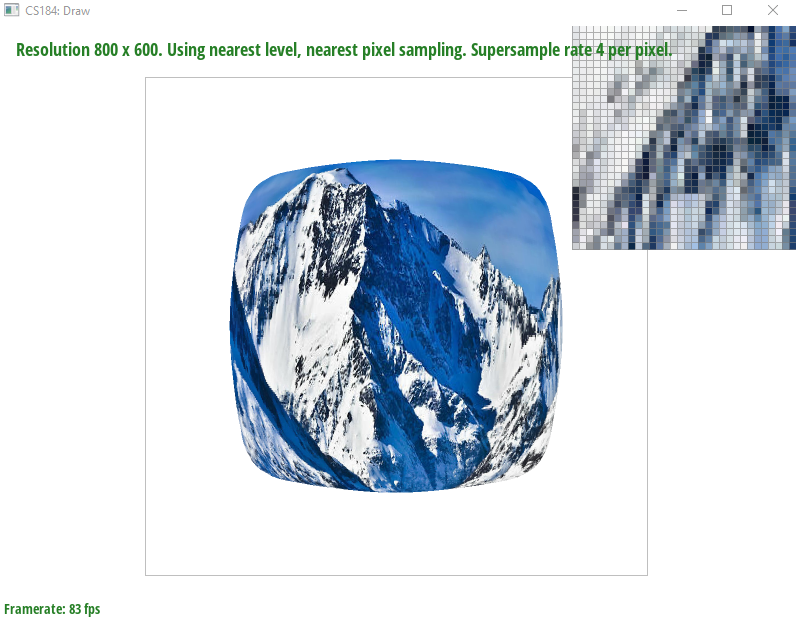 CS184: Draw
Resolution 800 x 600. Using nearest level, nearest pixel sampling. Supersample rate 4 per pixel.
Framerate: 83 fps